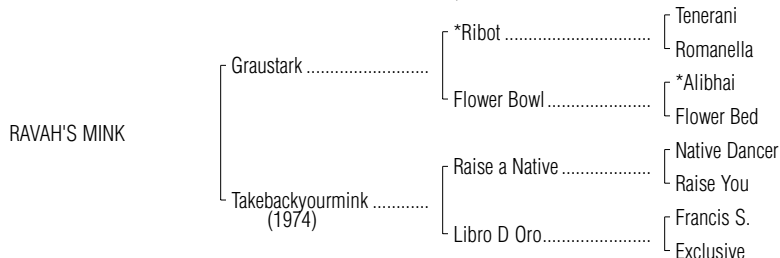 Tenerani
*Ribot ................................
Romanella
Graustark ...........................
*Alibhai
Flower Bowl .......................
Flower Bed
RAVAH'S MINK
Native Dancer
Raise a Native ....................
Raise You
Takebackyourmink ............
(1974)
Francis S.
Libro D Oro........................
Exclusive